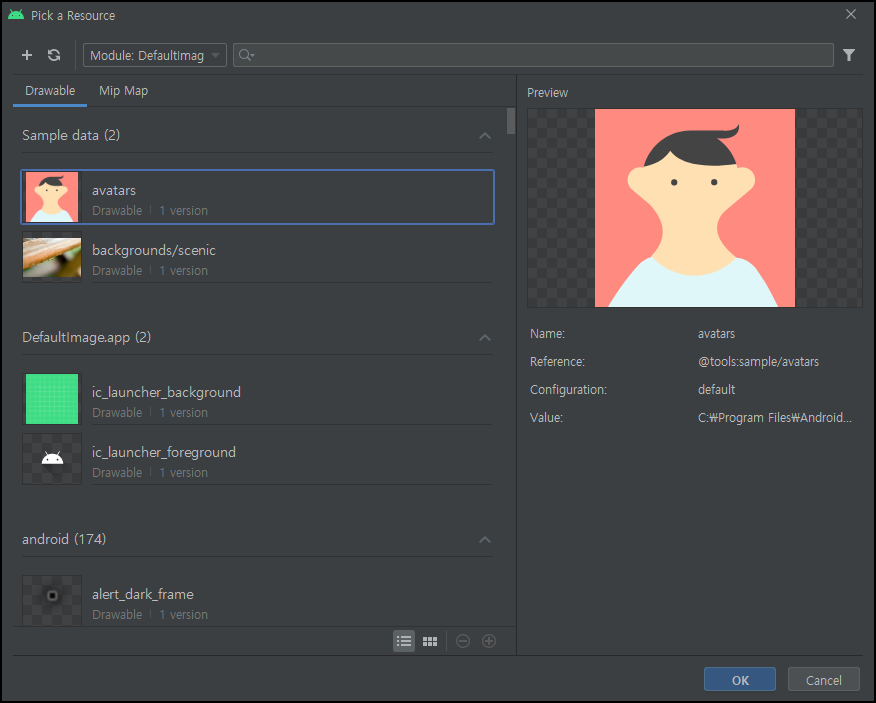 Pick a Resource
Module: DefaultImag
Drawable Mip Map
Sample data (2)
avatars
Drawable | 1 version
backgrounds/scenic
Drawable | 1 version
DefaultImage.app (2)
ic_launcher_background
Drawable | 1 version
ic_launcher_foreground
Drawable | 1 version
android (174)
alert_dark_frame
Drawable | 1 version
Preview
Name: avatars
Reference: @tools:sample/avatars
Configuration: default
Value: C:₩Program Files₩Android...
OK Cancel